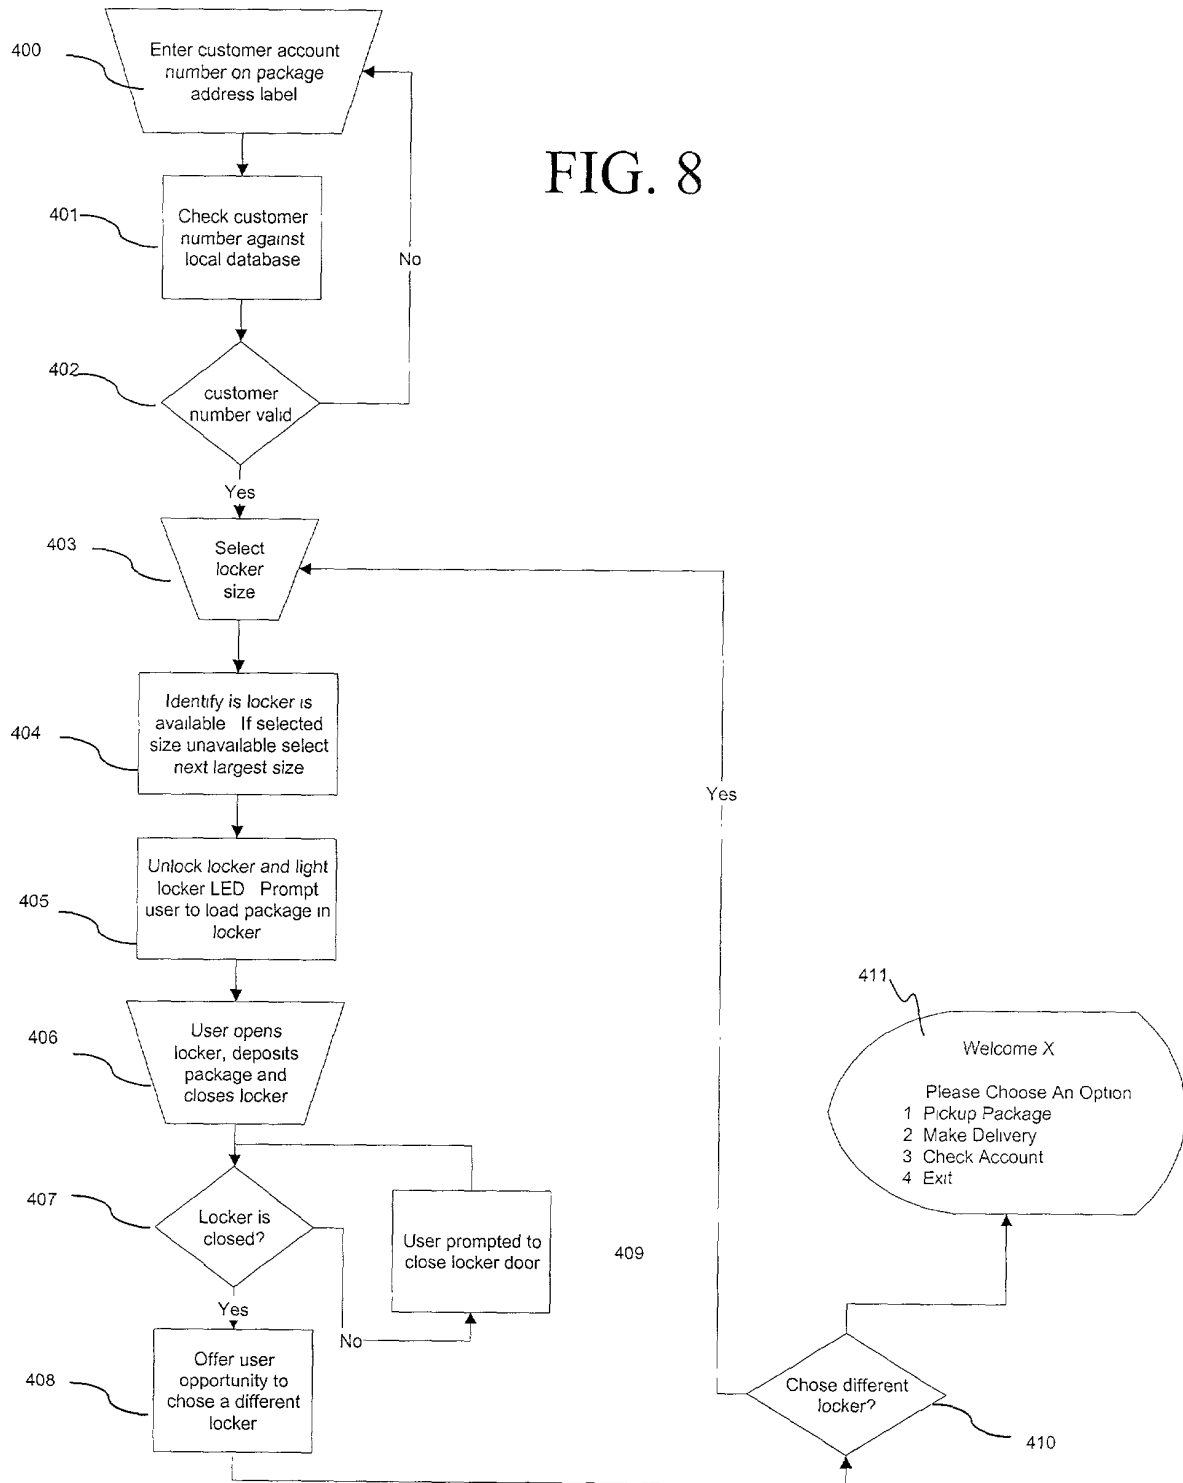 400
Enter customer account
number on package
address label
FIG. 8
401
Check customer
number against
local database
No
402
customer
number valid
Yes
403
Select
locker
size
404
Identify is locker is
available If selected
size unavailable select
next largest size
Yes
405
Unlock locker and light
locker LED Prompt
user to load package in
locker
406
User opens
locker, deposits
package and
closes locker
407
Locker is
closed?
User prompted to
close locker door
409
Yes
No
408
Offer user
opportunity to
chose a different
locker
411
Welcome X
Please Choose An Option
1 Pickup Package
2 Make Delivery
3 Check Account
4 Exit
Chose different
locker?
410